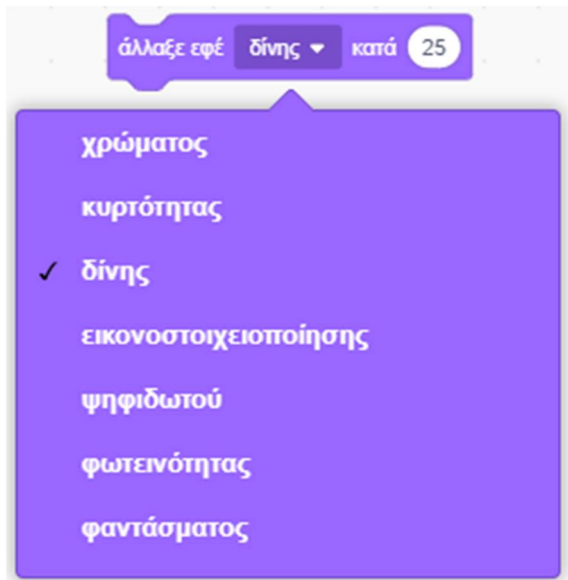 άλλαξε εφέ δίνης κατά 25
χρώματος
κυρτότητας
δίνης
εικονοστοιχειοποίησης
ψηφιδωτού
φωτεινότητας
φαντάσματος